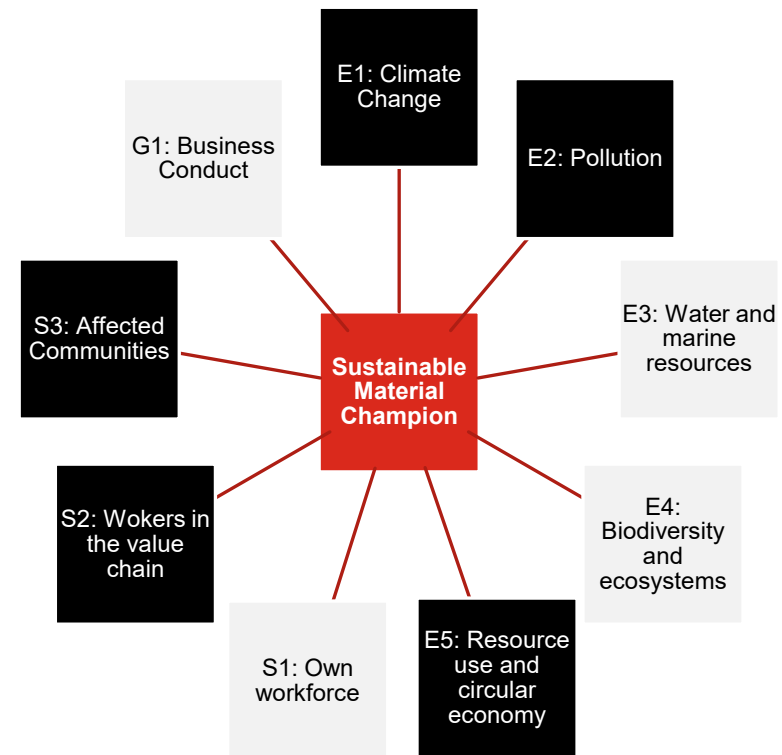 E1: Climate
Change
E2: Pollution
E3: Water and
marine
resources
E4:
Biodiversity
and
ecosystems
E5: Resource
use and
circular
economy
S1: Own
workforce
S2: Wokers in
the value
chain
S3: Affected
Communities
G1: Business
Conduct
Sustainable
Material
Champion